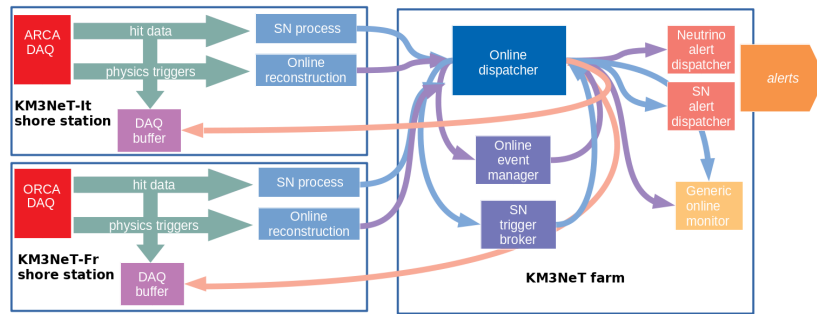 ARCA
DAQ
hit data
physics triggers
SN process
Online
reconstruction
KM3NeT-It
shore station
DAQ
buffer
ORCA
DAQ
hit data
physics triggers
SN process
Online
reconstruction
KM3NeT-Fr
shore station
DAQ
buffer
Online
dispatcher
Online
event
manager
SN
trigger
broker
Neutrino
alert
dispatcher
SN
alert
dispatcher
Generic
online
monitor
KM3NeT farm
alerts